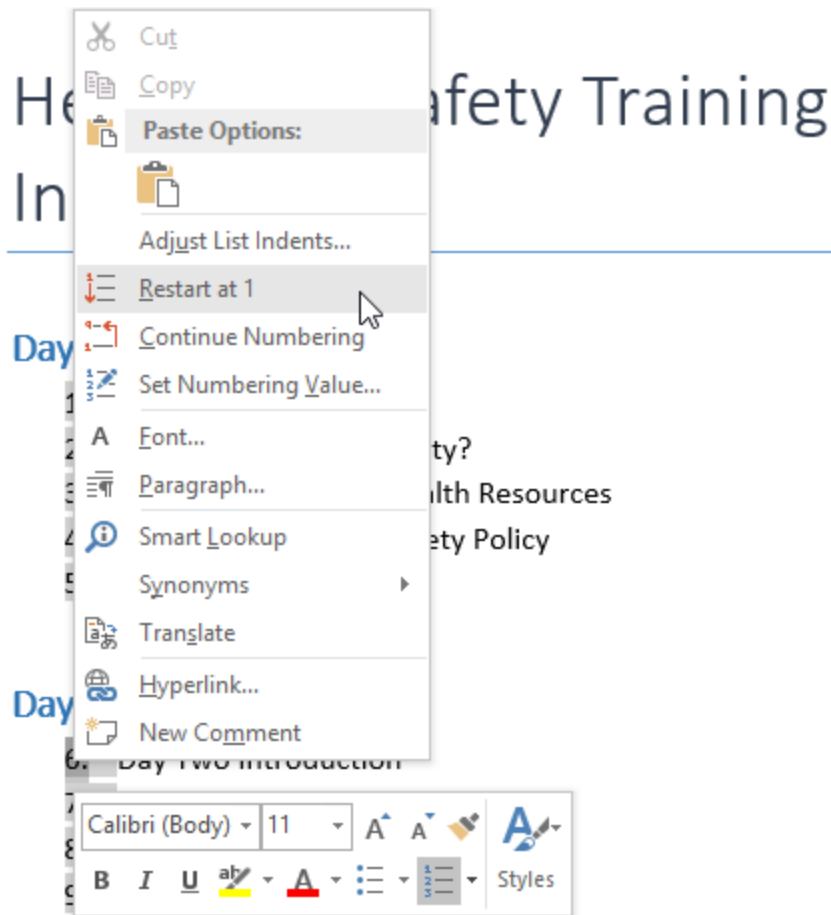 Cut
Copy
afety Training
Paste Options:
In
Adjust List Indents...
Restart at 1
Day
Continue Numbering
1
Set Numbering Value...
Font...
ty?
Paragraph...
lth Resources
Smart Lookup
ety Policy
Synonyms
Translate
Hyperlink...
Day
New Comment
6. Day Two Introduction
Calibri (Body) 11 A A A
B I U ab A Styles